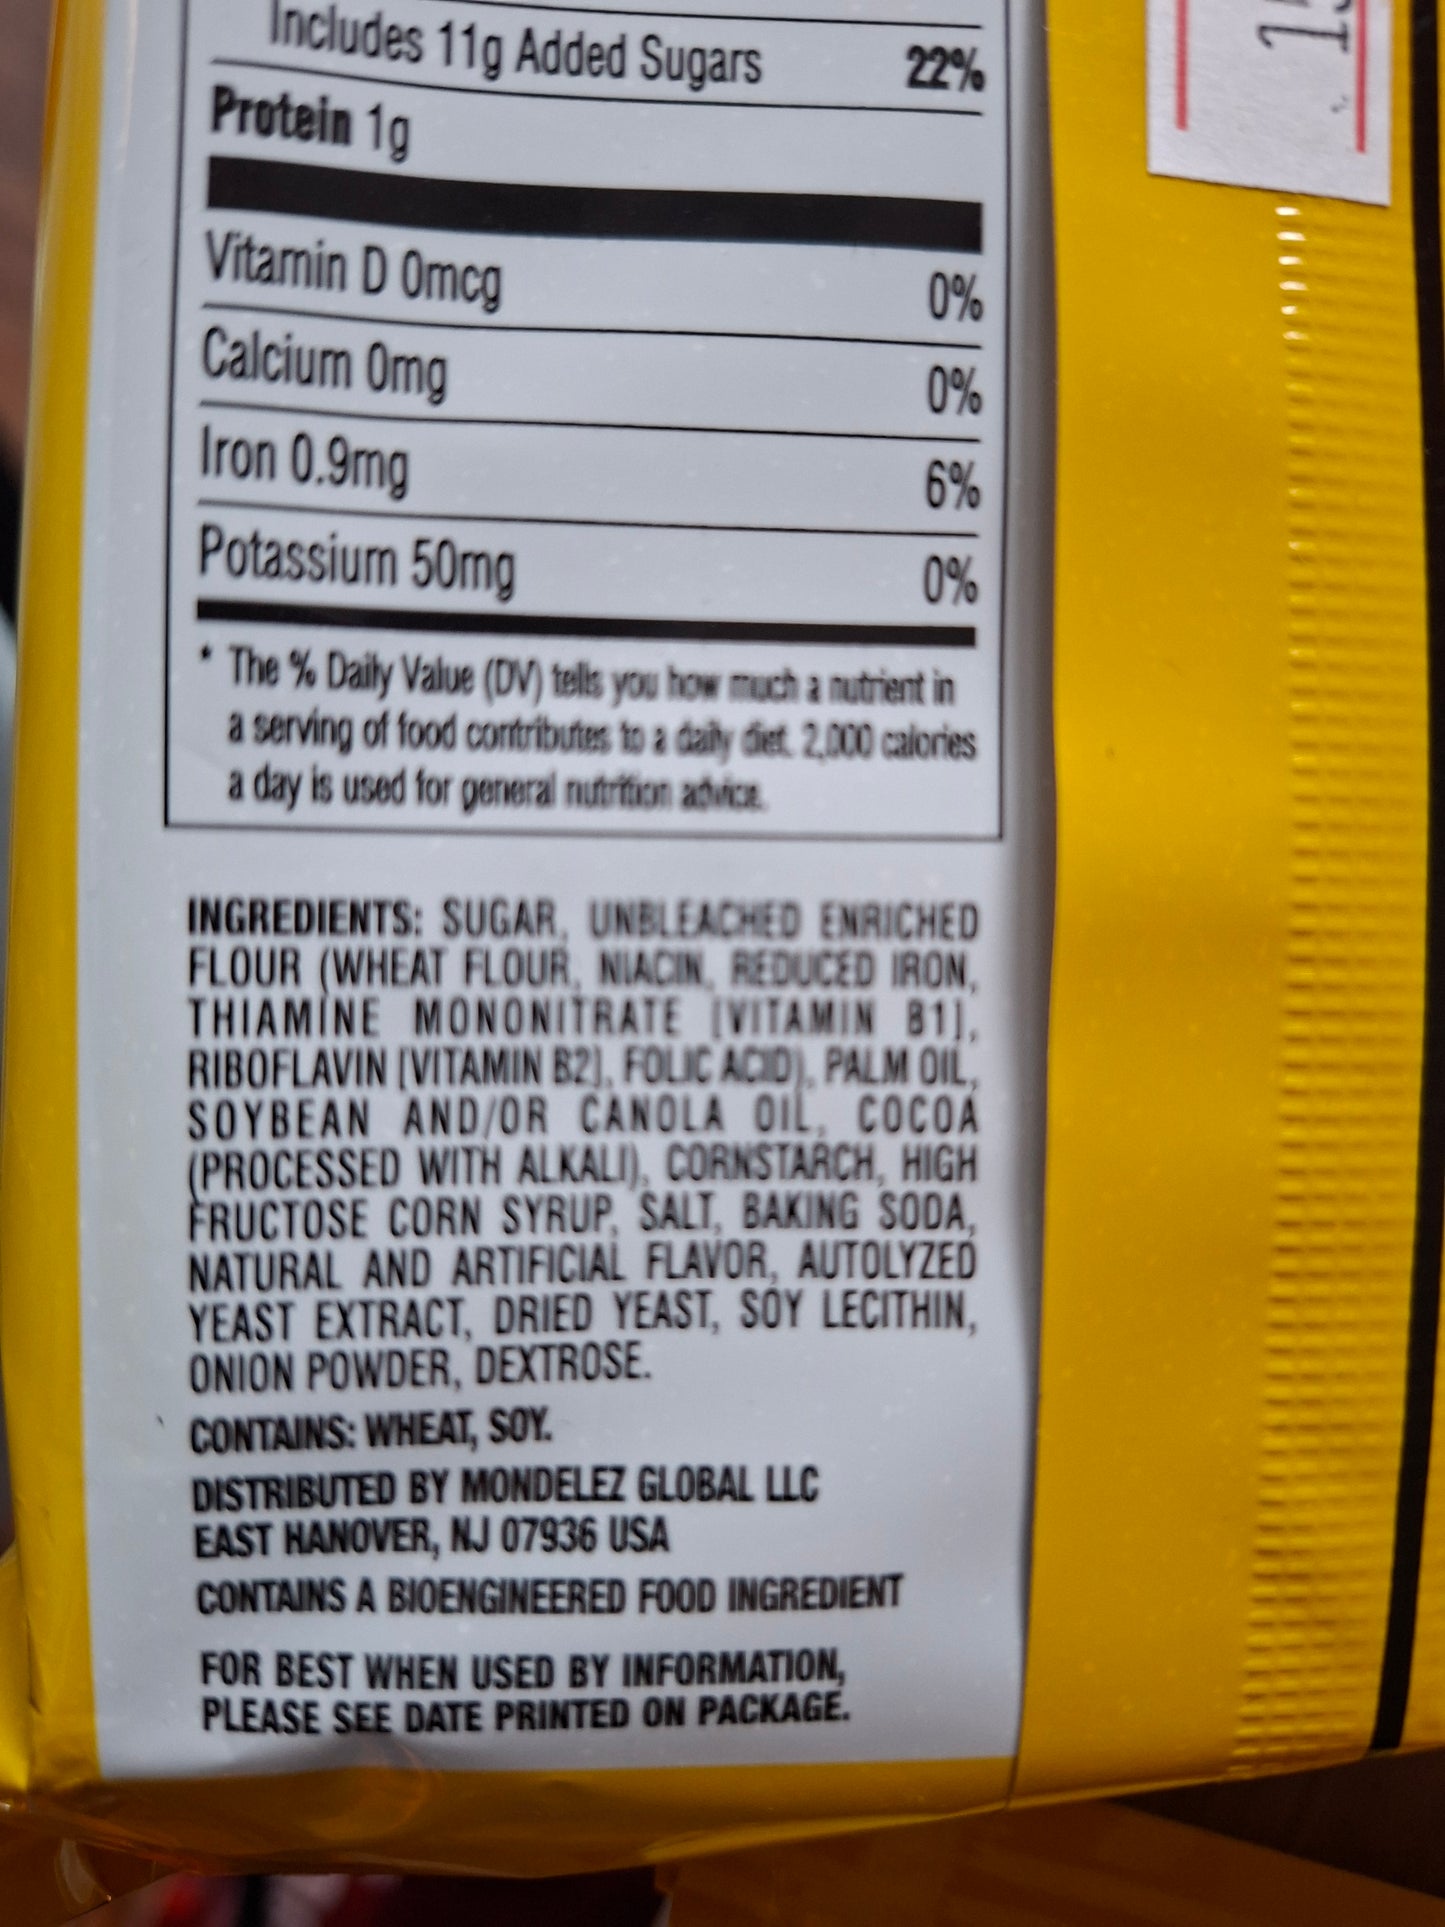 Includes 11g Added Sugars 22%
Protein 1g
Vitamin D 0mcg 0%
Calcium 0mg 0%
Iron 0.9mg 6%
Potassium 50mg 0%
* The % Daily Value (DV) tells you how much a nutrient in
a serving of food contributes to a daily diet. 2,000 calories
a day is used for general nutrition advice.
INGREDIENTS: SUGAR, UNBLEACHED ENRICHED
FLOUR (WHEAT FLOUR, NIACIN, REDUCED IRON,
THIAMINE MONONITRATE [VITAMIN B1],
RIBOFLAVIN [VITAMIN B2], FOLIC ACID), PALM OIL,
SOYBEAN AND/OR CANOLA OIL, COCOA
(PROCESSED WITH ALKALI), CORNSTARCH, HIGH
FRUCTOSE CORN SYRUP, SALT, BAKING SODA,
NATURAL AND ARTIFICIAL FLAVOR, AUTOLYZED
YEAST EXTRACT, DRIED YEAST, SOY LECITHIN,
ONION POWDER, DEXTROSE.
CONTAINS: WHEAT, SOY.
DISTRIBUTED BY MONDELEZ GLOBAL LLC
EAST HANOVER, NJ 07936 USA
CONTAINS A BIOENGINEERED FOOD INGREDIENT
FOR BEST WHEN USED BY INFORMATION,
PLEASE SEE DATE PRINTED ON PACKAGE.